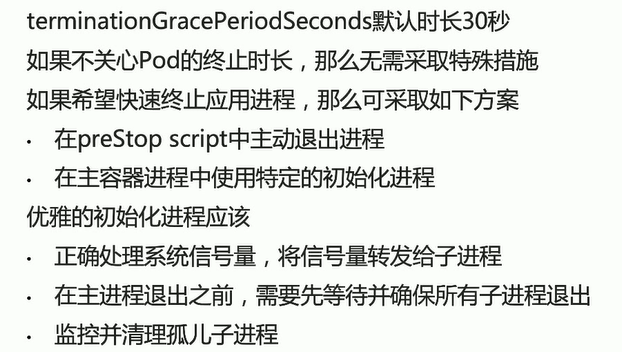 terminationGracePeriodSeconds默认时长30秒
如果不关心Pod的终止时长，那么无需采取特殊措施
如果希望快速终止应用进程，那么可采取如下方案
• 在preStop script中主动退出进程
• 在主容器进程中使用特定的初始化进程
优雅的初始化进程应该
• 正确处理系统信号量，将信号量转发给子进程
• 在主进程退出之前，需要先等待并确保所有子进程退出
• 监控并清理孤儿子进程